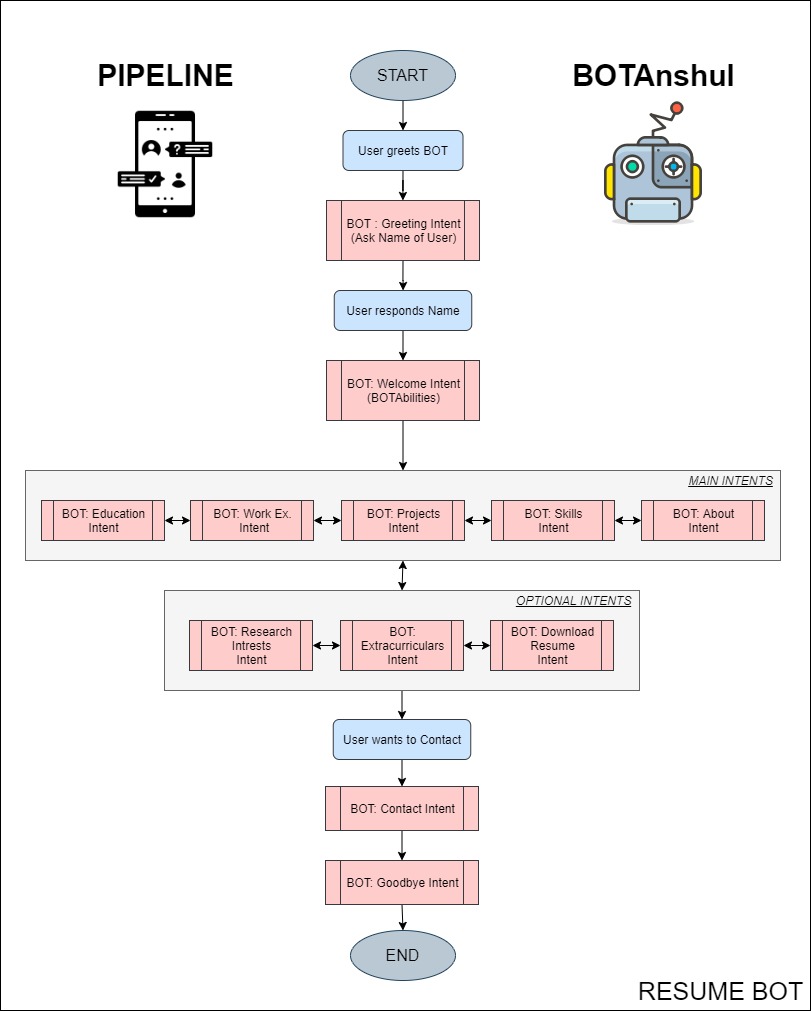 PIPELINE
START
BOTAnshul
User greets BOT
?
BOT : Greeting Intent
(Ask Name of User)
User responds Name
BOT: Welcome Intent
(BOTAbilities)
MAIN INTENTS
BOT: Education
Intent
BOT: Work Ex.
Intent
BOT: Projects
Intent
BOT: Skills
Intent
BOT: About
Intent
OPTIONAL INTENTS
BOT: Research
Intrests
Intent
BOT:
Extracurriculars
Intent
BOT: Download
Resume
Intent
User wants to Contact
BOT: Contact Intent
BOT: Goodbye Intent
END
RESUME BOT